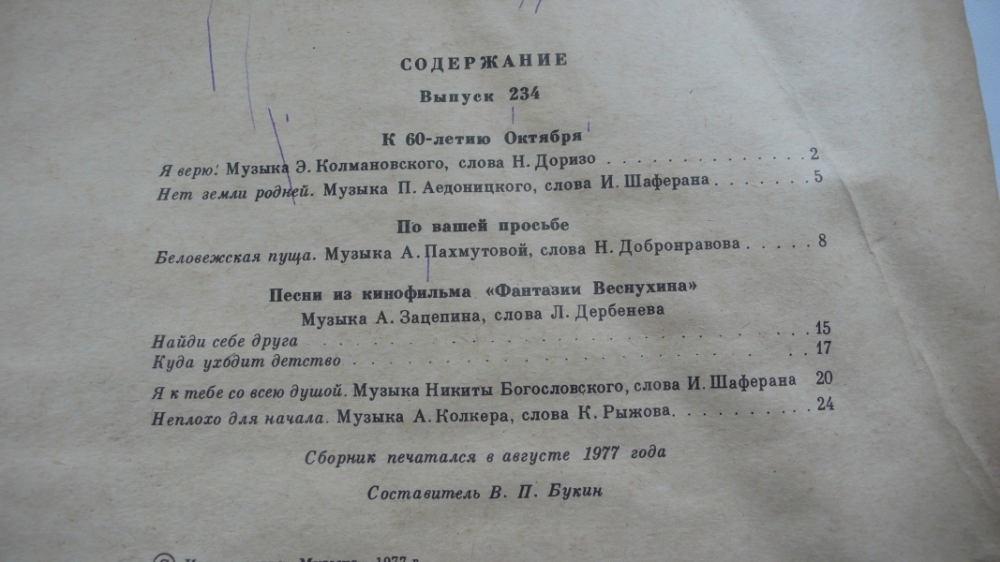 СОДЕРЖАНИЕ
Выпуск 234
К 60-летию Октября
Я верю! Музыка Э. Колмановского, слова Н. Доризо . . . . . . . . . . . . 2
Нет земли родней. Музыка П. Аедоницкого, слова И. Шаферана . . . . . . . 5
По вашей просьбе
Беловежская пуща. Музыка А. Пахмутовой, слова Н. Добронравова . . . . . 8
Песни из кинофильма «Фантазии Веснухина»
Музыка А. Зацепина, слова Л. Дербенева
Найди себе друга . . . . . . . . . . . . . . . . . . . . . . . . . 15
Куда уходит детство . . . . . . . . . . . . . . . . . . . . . . . 17
Я к тебе со всею душой. Музыка Никиты Богословского, слова И. Шаферана 20
Неплохо для начала. Музыка А. Колкера, слова К. Рыжова. . . . . . . . . 24
Сборник печатался в августе 1977 года
Составитель В. П. Букин
1977 г.